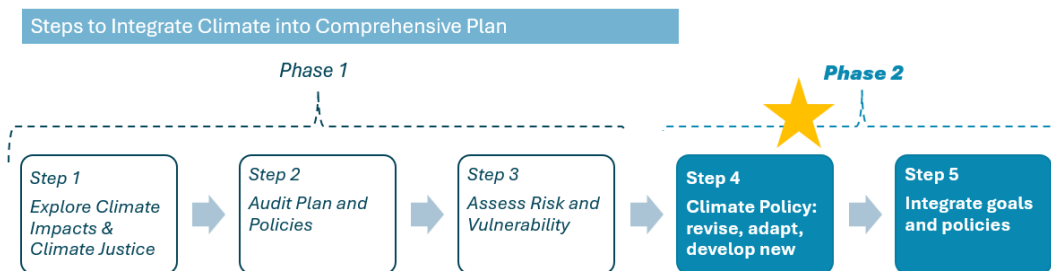 Steps to Integrate Climate into Comprehensive Plan
Phase 1
Phase 2
Step 1
Explore Climate
Impacts &
Climate Justice
Step 2
Audit Plan and
Policies
Step 3
Assess Risk and
Vulnerability
Step 4
Climate Policy:
revise, adapt,
develop new
Step 5
Integrate goals
and policies